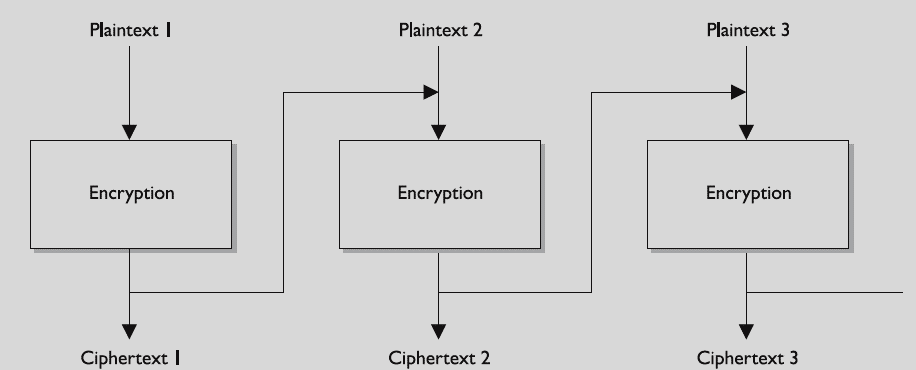 Plaintext 1 Plaintext 2 Plaintext 3
Encryption Encryption Encryption
Ciphertext 1 Ciphertext 2 Ciphertext 3